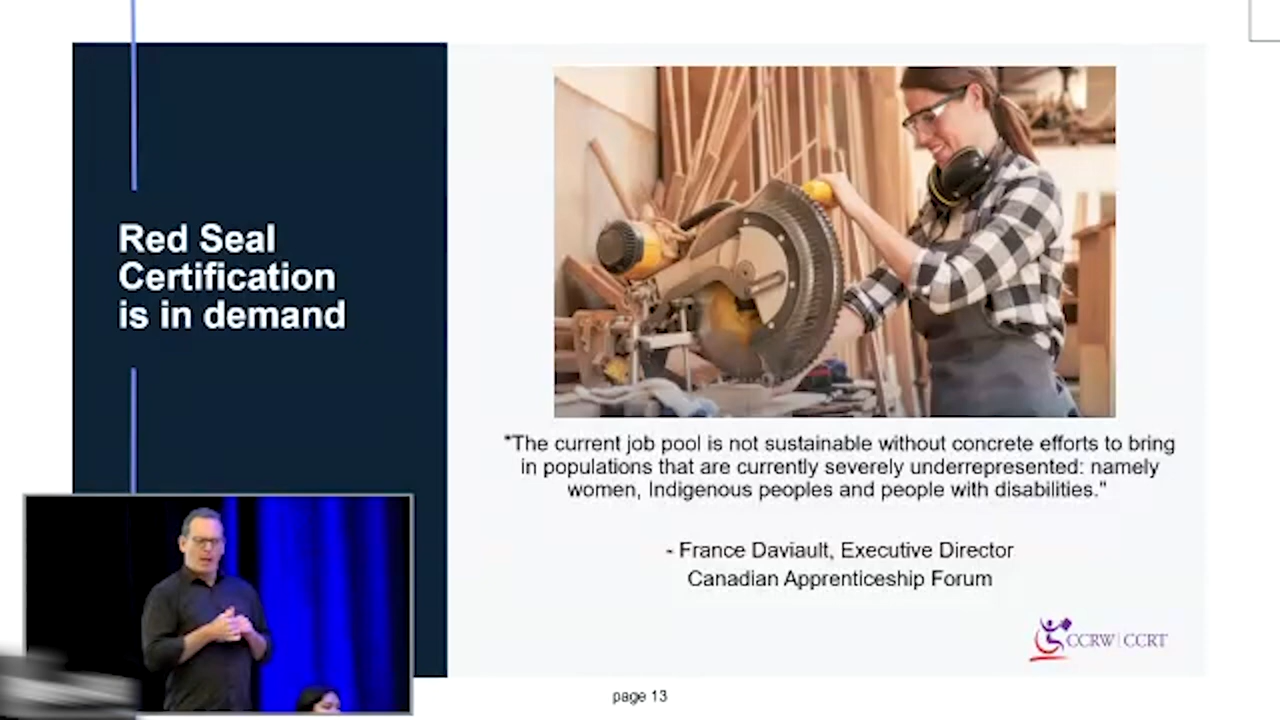 Red Seal
Certification
is in demand
"The current job pool is not sustainable without concrete efforts to bring
in populations that are currently severely underrepresented: namely
women, Indigenous peoples and people with disabilities."
- France Daviault, Executive Director
Canadian Apprenticeship Forum
CCRW | CCRT
page 13